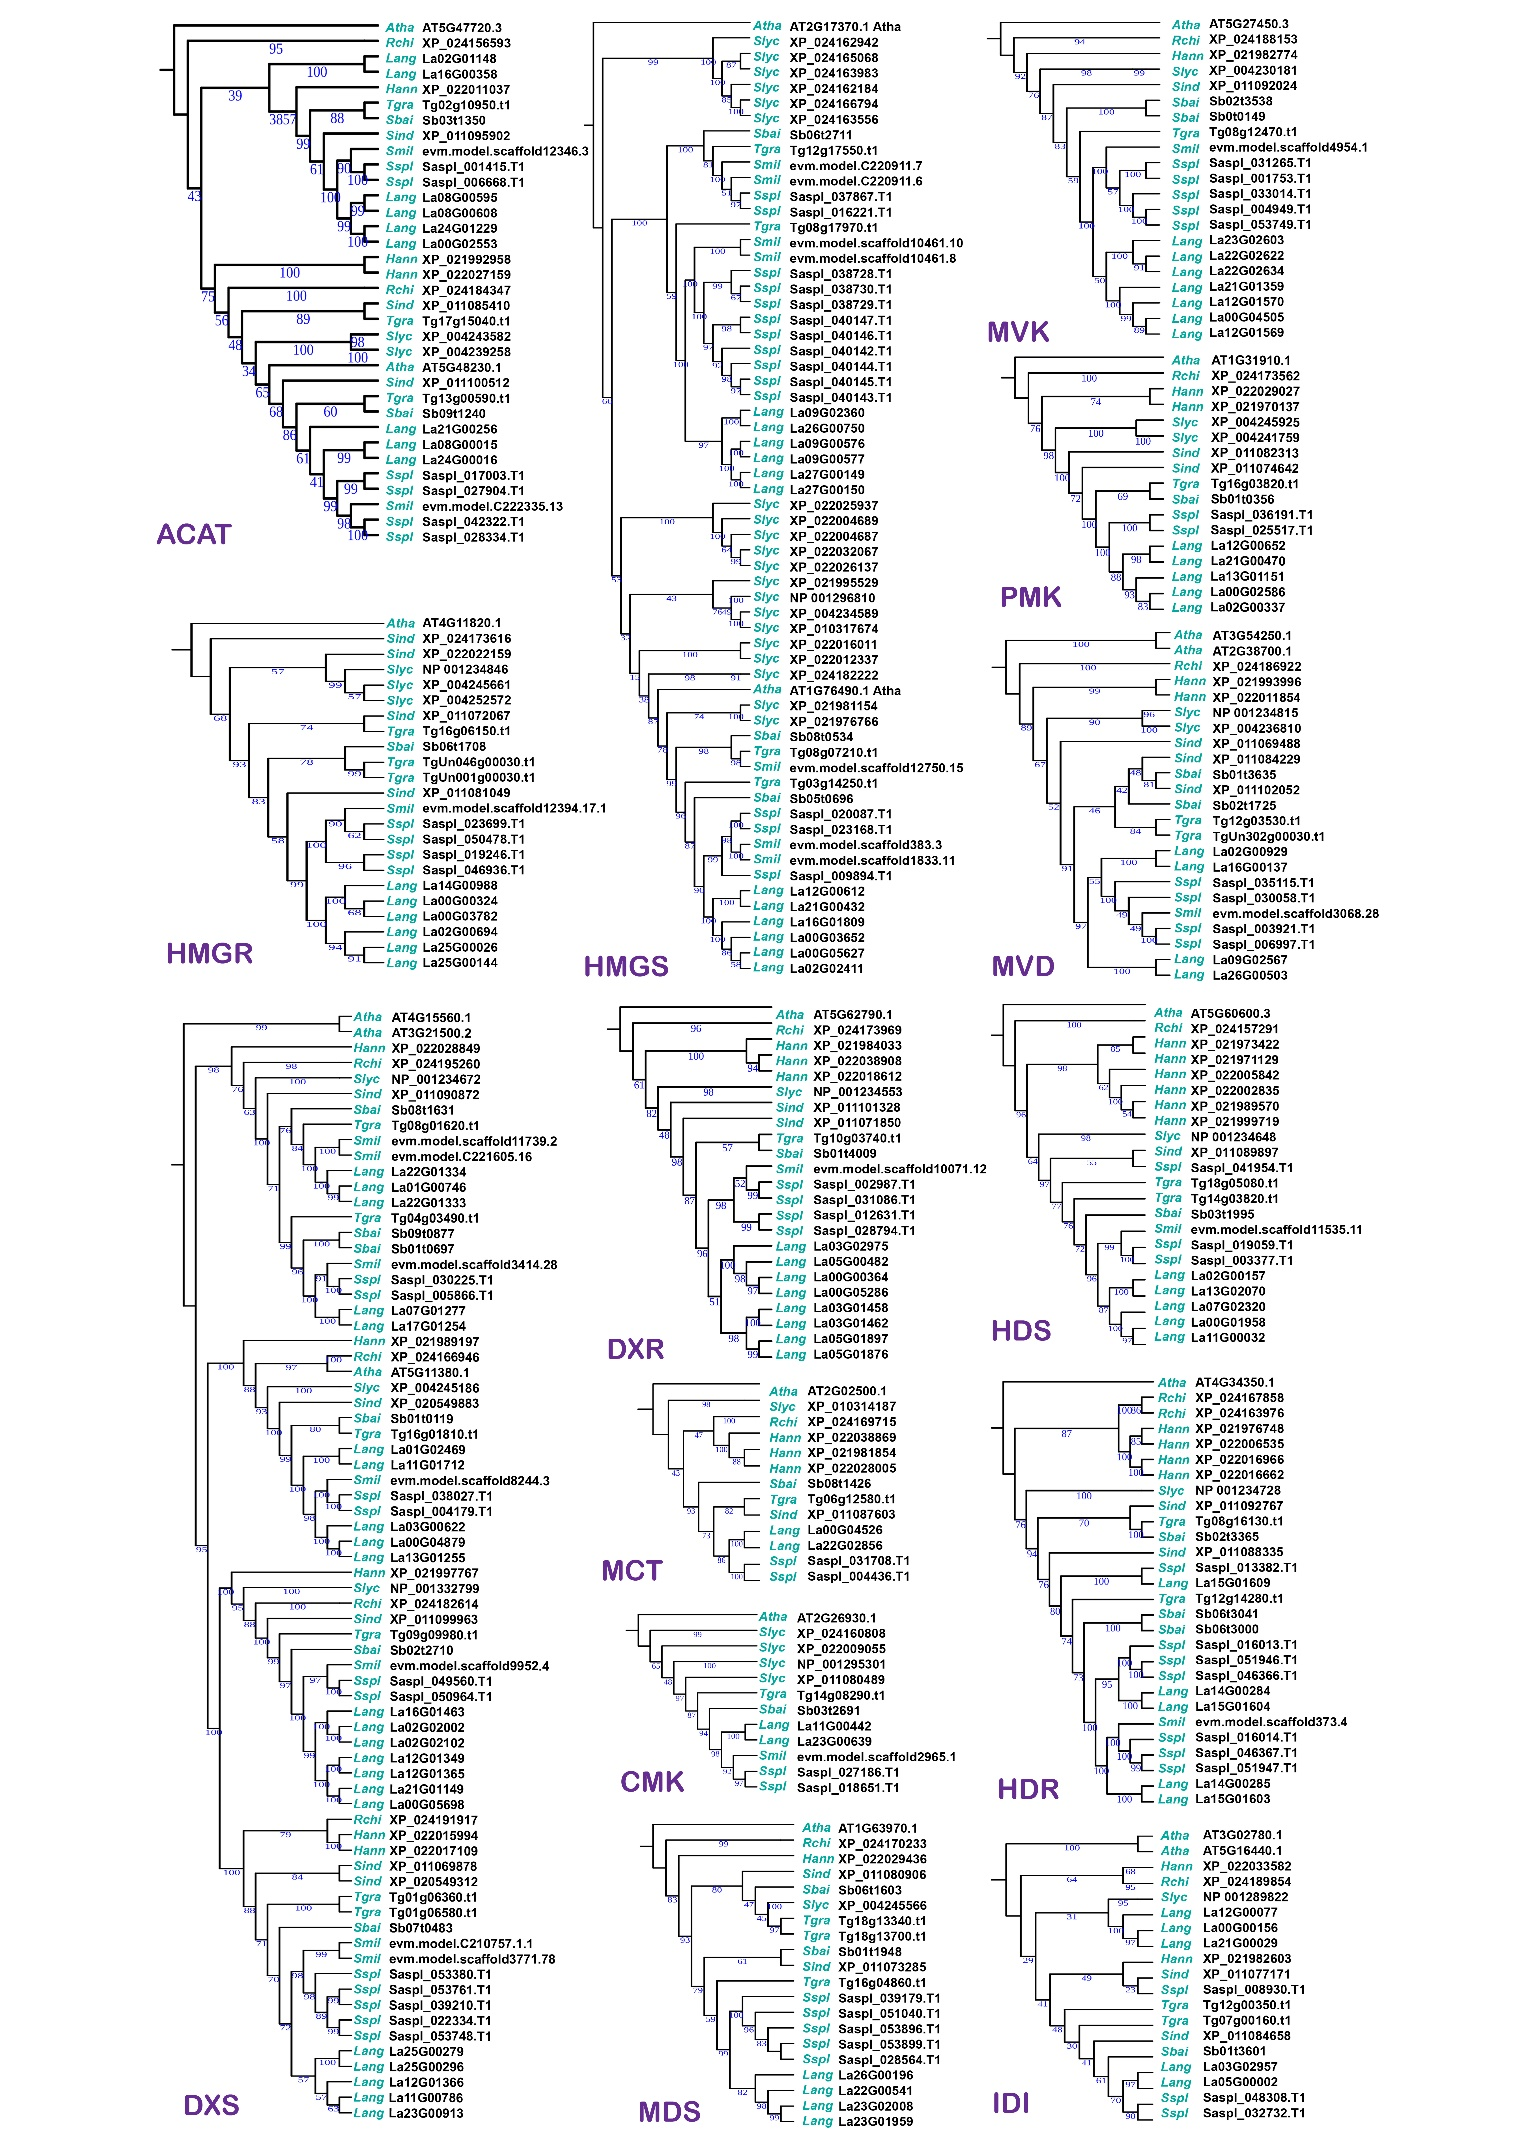 Atha AT5G47720.3
Rchi XP_024156593
Lang La02G01148
Lang La16G00358
Hann XP_022011037
Tgra Tg02g10950.t1
Sbai Sb03t1350
Sind XP_011095902
Smil evm.model.scaffold12346.3
Sspl Saspl_001415.T1
Sspl Saspl_006668.T1
Lang La08G00595
Lang La08G00608
Lang La24G01229
Lang La00G02553
Hann XP_021992958
Hann XP_022027159
Rchi XP_024184347
Sind XP_011085410
Tgra Tg17g15040.t1
Slyc XP_004243582
Slyc XP_004239258
Atha AT5G48230.1
Sind XP_011100512
Tgra Tg13g00590.t1
Sbai Sb09t1240
Lang La21G00256
Lang La08G00015
Lang La24G00016
Sspl Saspl_017003.T1
Sspl Saspl_027904.T1
Smil evm.model.C222335.13
Sspl Saspl_042322.T1
Sspl Saspl_028334.T1
ACAT
Atha AT4G11820.1
Sind XP_024173616
Sind XP_022022159
Slyc NP 001234846
Slyc XP_004245661
Slyc XP_004252572
Sind XP_011072067
Tgra Tg16g06150.t1
Sbai Sb06t1708
Tgra TgUn046g00030.t1
Tgra TgUn001g00030.t1
Sind XP_011081049
Smil evm.model.scaffold12394.17.1
Sspl Saspl_023699.T1
Sspl Saspl_050478.T1
Sspl Saspl_019246.T1
Sspl Saspl_046936.T1
Lang La14G00988
Lang La00G00324
Lang La00G03782
Lang La02G00694
Lang La25G00026
Lang La25G00144
HMGR
Atha AT2G17370.1 Atha
Slyc XP_024162942
Slyc XP_024165068
Slyc XP_024163983
Slyc XP_024162184
Slyc XP_024166794
Slyc XP_024163556
Sbai Sb06t2711
Tgra Tg12g17550.t1
Smil evm.model.C220911.7
Smil evm.model.C220911.6
Sspl Saspl_037867.T1
Sspl Saspl_016221.T1
Tgra Tg08g17970.t1
Smil evm.model.scaffold10461.10
Smil evm.model.scaffold10461.8
Sspl Saspl_038728.T1
Sspl Saspl_038730.T1
Sspl Saspl_038729.T1
Sspl Saspl_040147.T1
Sspl Saspl_040146.T1
Sspl Saspl_040142.T1
Sspl Saspl_040144.T1
Sspl Saspl_040145.T1
Sspl Saspl_040143.T1
Lang La09G02360
Lang La26G00750
Lang La09G00576
Lang La09G00577
Lang La27G00149
Lang La27G00150
Slyc XP_022025937
Slyc XP_022004689
Slyc XP_022004687
Slyc XP_022032067
Slyc XP_022026137
Slyc XP_021995529
Slyc NP 001296810
Slyc XP_004234589
Slyc XP_010317674
Slyc XP_022016011
Slyc XP_022012337
Slyc XP_024182222
Atha AT1G76490.1 Atha
Slyc XP_021981154
Slyc XP_021976766
Sbai Sb08t0534
Tgra Tg08g07210.t1
Smil evm.model.scaffold12750.15
Tgra Tg03g14250.t1
Sbai Sb05t0696
Sspl Saspl_020087.T1
Sspl Saspl_023168.T1
Smil evm.model.scaffold383.3
Smil evm.model.scaffold1833.11
Sspl Saspl_009894.T1
Lang La12G00612
Lang La21G00432
Lang La16G01809
Lang La00G03652
Lang La00G05627
Lang La02G02411
HMGS
Atha AT5G27450.3
Rchi XP_024188153
Hann XP_021982774
Slyc XP_004230181
Sind XP_011092024
Sbai Sb02t3538
Sbai Sb0t0149
Tgra Tg08g12470.t1
Smil evm.model.scaffold4954.1
Sspl Saspl_031265.T1
Sspl Saspl_001753.T1
Sspl Saspl_033014.T1
Sspl Saspl_004949.T1
Sspl Saspl_053749.T1
Lang La23G02603
Lang La22G02622
Lang La22G02634
Lang La21G01359
Lang La12G01570
Lang La00G04505
Lang La12G01569
MVK
Atha AT1G31910.1
Rchi XP_024173562
Hann XP_022029027
Hann XP_021970137
Slyc XP_004245925
Slyc XP_004241759
Sind XP_011082313
Sind XP_011074642
Tgra Tg16g03820.t1
Sbai Sb01t0356
Sspl Saspl_036191.T1
Sspl Saspl_025517.T1
Lang La12G00652
Lang La21G00470
Lang La13G01151
Lang La00G02586
Lang La02G00337
PMK
Atha AT3G54250.1
Atha AT2G38700.1
Rchi XP_024186922
Hann XP_021993996
Hann XP_022011854
Slyc NP 001234815
Slyc XP_004236810
Sind XP_011069488
Sind XP_011084229
Sbai Sb01t3635
Sind XP_011102052
Sbai Sb02t1725
Tgra Tg12g03530.t1
Tgra TgUn302g00030.t1
Lang La02G00929
Lang La16G00137
Sspl Saspl_035115.T1
Sspl Saspl_030058.T1
Smil evm.model.scaffold3068.28
Sspl Saspl_003921.T1
Sspl Saspl_006997.T1
Lang La09G02567
Lang La26G00503
MVD
Atha AT4G15560.1
Atha AT3G21500.2
Hann XP_022028849
Rchi XP_024195260
Slyc NP_001234672
Sind XP_011090872
Sbai Sb08t1631
Tgra Tg08g01620.t1
Smil evm.model.scaffold11739.2
Smil evm.model.C221605.16
Lang La22G01334
Lang La01G00746
Lang La22G01333
Tgra Tg04g03490.t1
Sbai Sb09t0877
Sbai Sb01t0697
Smil evm.model.scaffold3414.28
Sspl Saspl_030225.T1
Sspl Saspl_005866.T1
Lang La07G01277
Lang La17G01254
Hann XP_021989197
Rchi XP_024166946
Atha AT5G11380.1
Slyc XP_004245186
Sind XP_020549883
Sbai Sb01t0119
Tgra Tg16g01810.t1
Lang La01G02469
Lang La11G01712
Smil evm.model.scaffold8244.3
Sspl Saspl_038027.T1
Sspl Saspl_004179.T1
Lang La03G00622
Lang La00G04879
Lang La13G01255
Hann XP_021997767
Slyc NP_001332799
Rchi XP_024182614
Sind XP_011099963
Tgra Tg09g09980.t1
Sbai Sb02t2710
Smil evm.model.scaffold9952.4
Sspl Saspl_049560.T1
Sspl Saspl_050964.T1
Lang La16G01463
Lang La02G02002
Lang La02G02102
Lang La12G01349
Lang La12G01365
Lang La21G01149
Lang La00G05698
Rchi XP_024191917
Hann XP_022015994
Hann XP_022017109
Sind XP_011069878
Sind XP_020549312
Tgra Tg01g06360.t1
Tgra Tg01g06580.t1
Sbai Sb07t0483
Smil evm.model.C210757.1.1
Smil evm.model.scaffold3771.78
Sspl Saspl_053380.T1
Sspl Saspl_053761.T1
Sspl Saspl_039210.T1
Sspl Saspl_022334.T1
Sspl Saspl_053748.T1
Lang La25G00279
Lang La25G00296
Lang La12G01366
Lang La11G00786
Lang La23G00913
DXS
Atha AT5G62790.1
Rchi XP_024173969
Hann XP_021984033
Hann XP_022038908
Hann XP_022018612
Slyc NP_001234553
Sind XP_011101328
Sind XP_011071850
Tgra Tg10g03740.t1
Sbai Sb01t4009
Smil evm.model.scaffold10071.12
Sspl Saspl_002987.T1
Sspl Saspl_031086.T1
Sspl Saspl_012631.T1
Sspl Saspl_028794.T1
Lang La03G02975
Lang La05G00482
Lang La00G00364
Lang La00G05286
Lang La03G01458
Lang La03G01462
Lang La05G01897
Lang La05G01876
DXR
Atha AT2G02500.1
Slyc XP_010314187
Rchi XP_024169715
Hann XP_022038869
Hann XP_021981854
Hann XP_022028005
Sbai Sb08t1426
Tgra Tg06g12580.t1
Sind XP_011087603
Lang La00G04526
Lang La22G02856
Sspl Saspl_031708.T1
Sspl Saspl_004436.T1
MCT
Atha AT2G26930.1
Slyc XP_024160808
Slyc XP_022009055
Slyc NP_001295301
Slyc XP_011080489
Tgra Tg14g08290.t1
Sbai Sb03t2691
Lang La11G00442
Lang La23G00639
Smil evm.model.scaffold2965.1
Sspl Saspl_027186.T1
Sspl Saspl_018651.T1
CMK
Atha AT1G63970.1
Rchi XP_024170233
Hann XP_022029436
Sind XP_011080906
Sbai Sb06t1603
Slyc XP_004245566
Tgra Tg18g13340.t1
Tgra Tg18g13700.t1
Sbai Sb01t1948
Sind XP_011073285
Tgra Tg16g04860.t1
Sspl Saspl_039179.T1
Sspl Saspl_051040.T1
Sspl Saspl_053896.T1
Sspl Saspl_053899.T1
Sspl Saspl_028564.T1
Lang La26G00196
Lang La22G00541
Lang La23G02008
Lang La23G01959
MDS
Atha AT5G60600.3
Rchi XP_024157291
Hann XP_021973422
Hann XP_021971129
Hann XP_022005842
Hann XP_022002835
Hann XP_021989570
Hann XP_021999719
Slyc NP 001234648
Sind XP_011089897
Sspl Saspl_041954.T1
Tgra Tg18g05080.t1
Tgra Tg14g03820.t1
Sbai Sb03t1995
Smil evm.model.scaffold11535.11
Sspl Saspl_019059.T1
Sspl Saspl_003377.T1
Lang La02G00157
Lang La13G02070
Lang La07G02320
Lang La00G01958
Lang La11G00032
HDS
Atha AT4G34350.1
Rchi XP_024167858
Rchi XP_024163976
Hann XP_021976748
Hann XP_022006535
Hann XP_022016966
Hann XP_022016662
Slyc NP 001234728
Sind XP_011092767
Tgra Tg08g16130.t1
Sbai Sb02t3365
Sind XP_011088335
Sspl Saspl_013382.T1
Lang La15G01609
Tgra Tg12g14280.t1
Sbai Sb06t3041
Sbai Sb06t3000
Sspl Saspl_016013.T1
Sspl Saspl_051946.T1
Sspl Saspl_046366.T1
Lang La14G00284
Lang La15G01604
Smil evm.model.scaffold373.4
Sspl Saspl_016014.T1
Sspl Saspl_046367.T1
Sspl Saspl_051947.T1
Lang La14G00285
Lang La15G01603
HDR
Atha AT3G02780.1
Atha AT5G16440.1
Hann XP_022033582
Rchi XP_024189854
Slyc NP 001289822
Lang La12G00077
Lang La00G00156
Lang La21G00029
Hann XP_021982603
Sind XP_011077171
Sspl Saspl_008930.T1
Tgra Tg12g00350.t1
Tgra Tg07g00160.t1
Sind XP_011084658
Sbai Sb01t3601
Lang La03G02957
Lang La05G00002
Sspl Saspl_048308.T1
Sspl Saspl_032732.T1
IDI